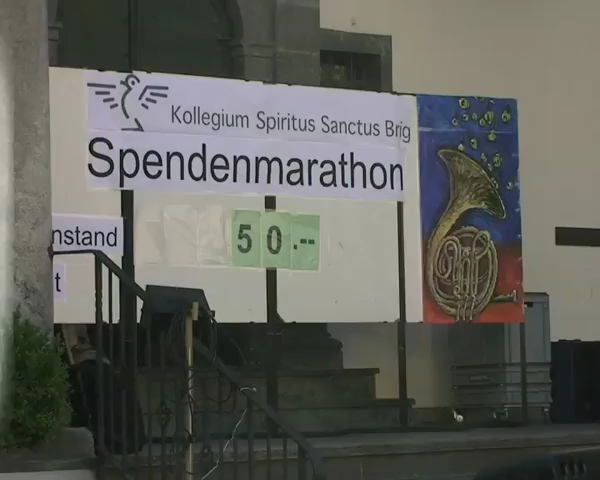 Kollegium Spiritus Sanctus Brig
Spendenmarathon
nstand
50.--
t